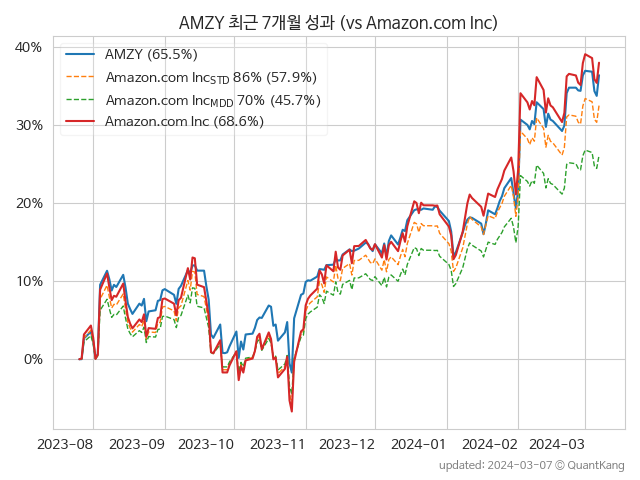 AMZY 최근 7개월 성과 (vs Amazon.com Inc)
AMZY (65.5%)
Amazon.com Inc_STD 86% (57.9%)
Amazon.com Inc_MDD 70% (45.7%)
Amazon.com Inc (68.6%)
40%
30%
20%
10%
0%
2023-08 2023-09 2023-10 2023-11 2023-12 2024-01 2024-02 2024-03
updated: 2024-03-07 © QuantKang